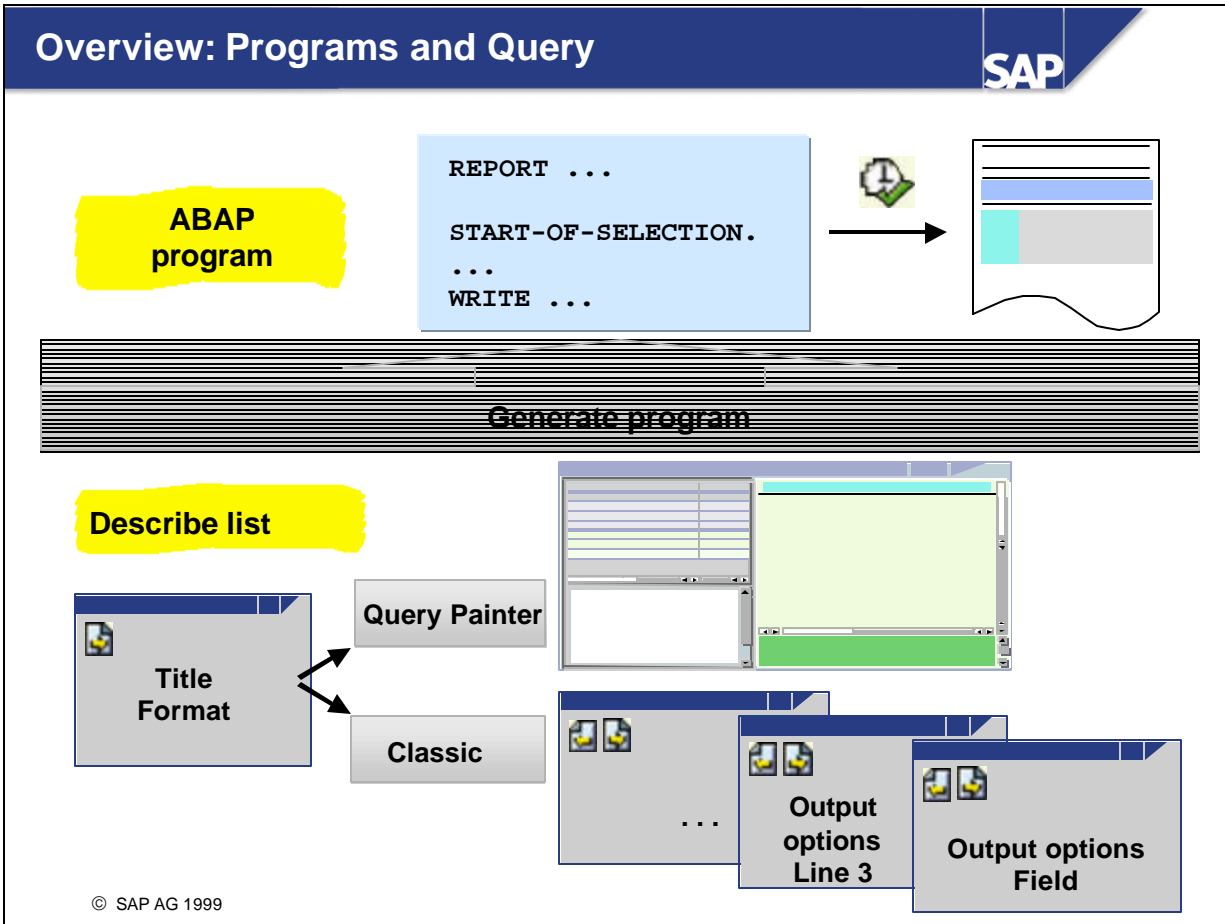 Overview: Programs and Query
SAP
REPORT ...
START-OF-SELECTION.
...
WRITE ...
ABAP
program
Generate program
Describe list
Query Painter
Title
Format
Classic
...
Output
options
Line 3
Output options
Field
© SAP AG 1999